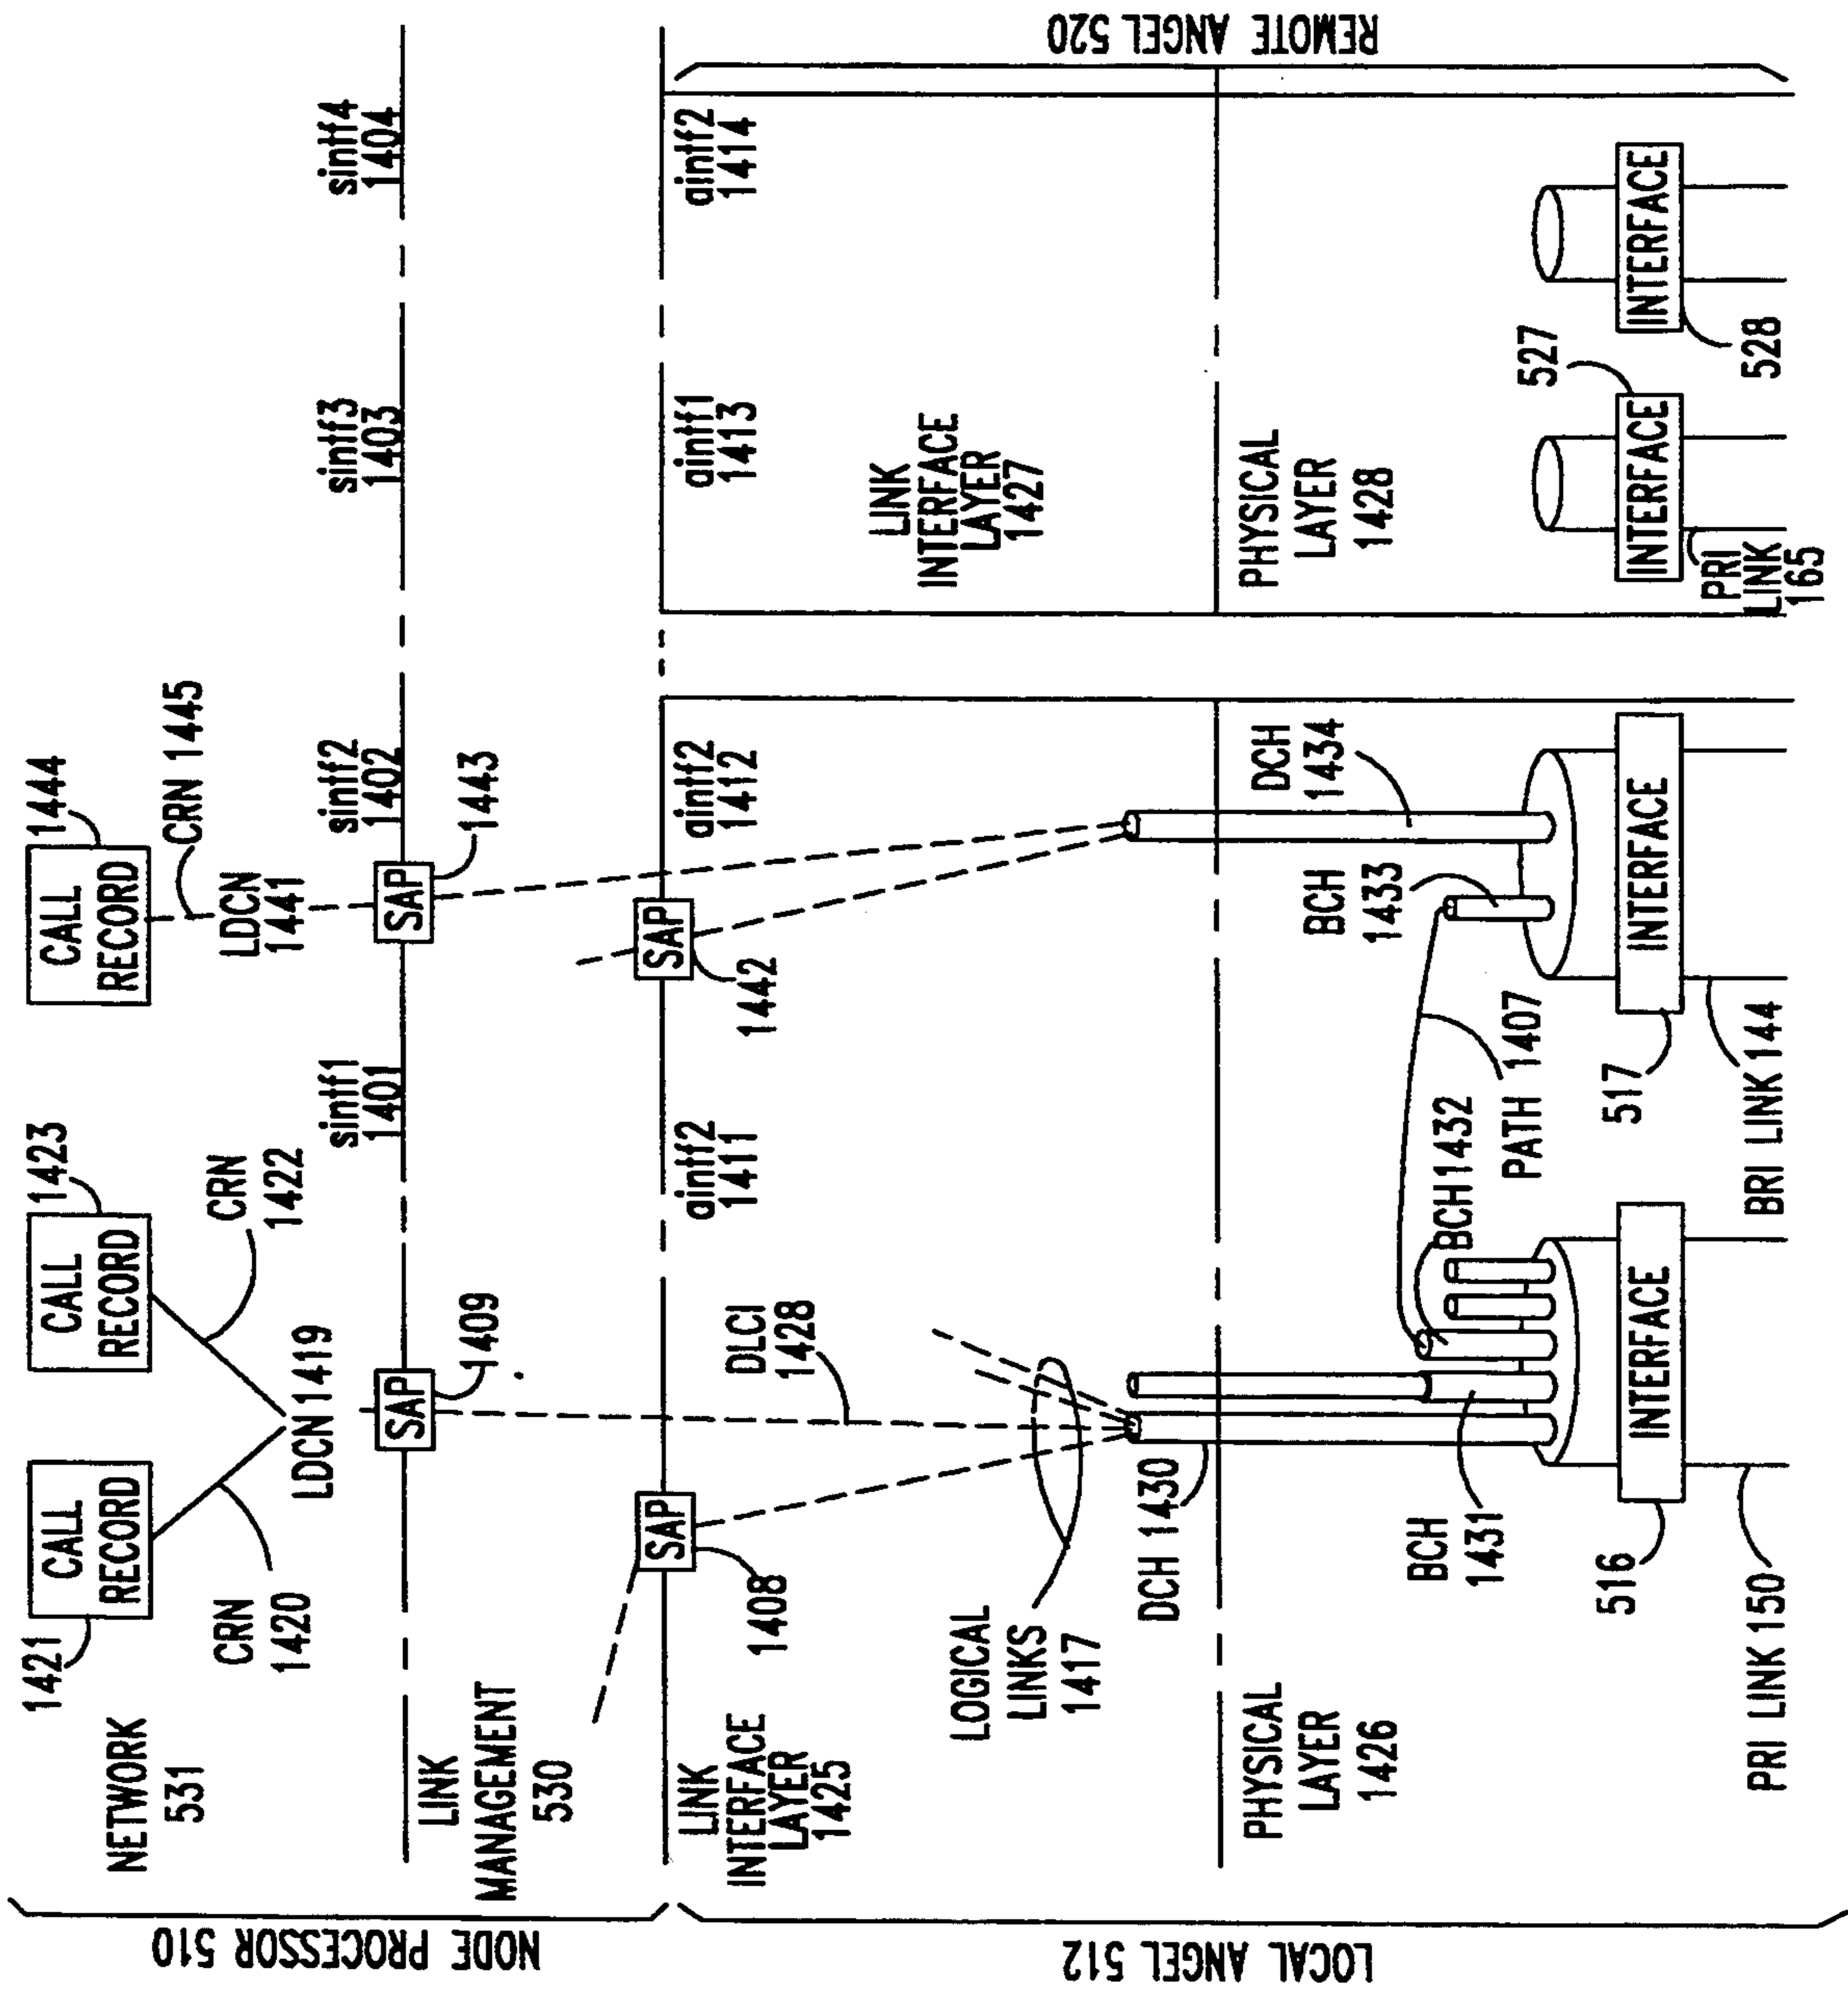 NODE PROCESSOR 510
NETWORK
531
1421
CALL
RECORD
CRN
1420
1423
CALL
RECORD
CRN
1422
LDCN 1419
1444
CALL
RECORD
CRN 1445
LDCN
1441
LINK
MANAGEMENT
530
SAP
1409
sintf1
1401
SAP
1443
sintf2
1402
sintf3
1403
sintf4
1404
LOCAL ANGEL 512
LINK
INTERFACE
LAYER
1425
SAP
1408
DLCI
1428
aintf2
1411
SAP
1442
aintf2
1412
LOGICAL
LINKS
1417
DCH 1430
PHYSICAL
LAYER
1426
BCH
1431
BCH1432
PATH 1407
BCH
1433
DCH
1434
516
INTERFACE
PRI LINK 150
517
INTERFACE
BRI LINK 144
REMOTE ANGEL 520
aintf1
1413
aintf2
1414
LINK
INTERFACE
LAYER
1427
PHYSICAL
LAYER
1428
527
INTERFACE
PRI
LINK
165
INTERFACE
528